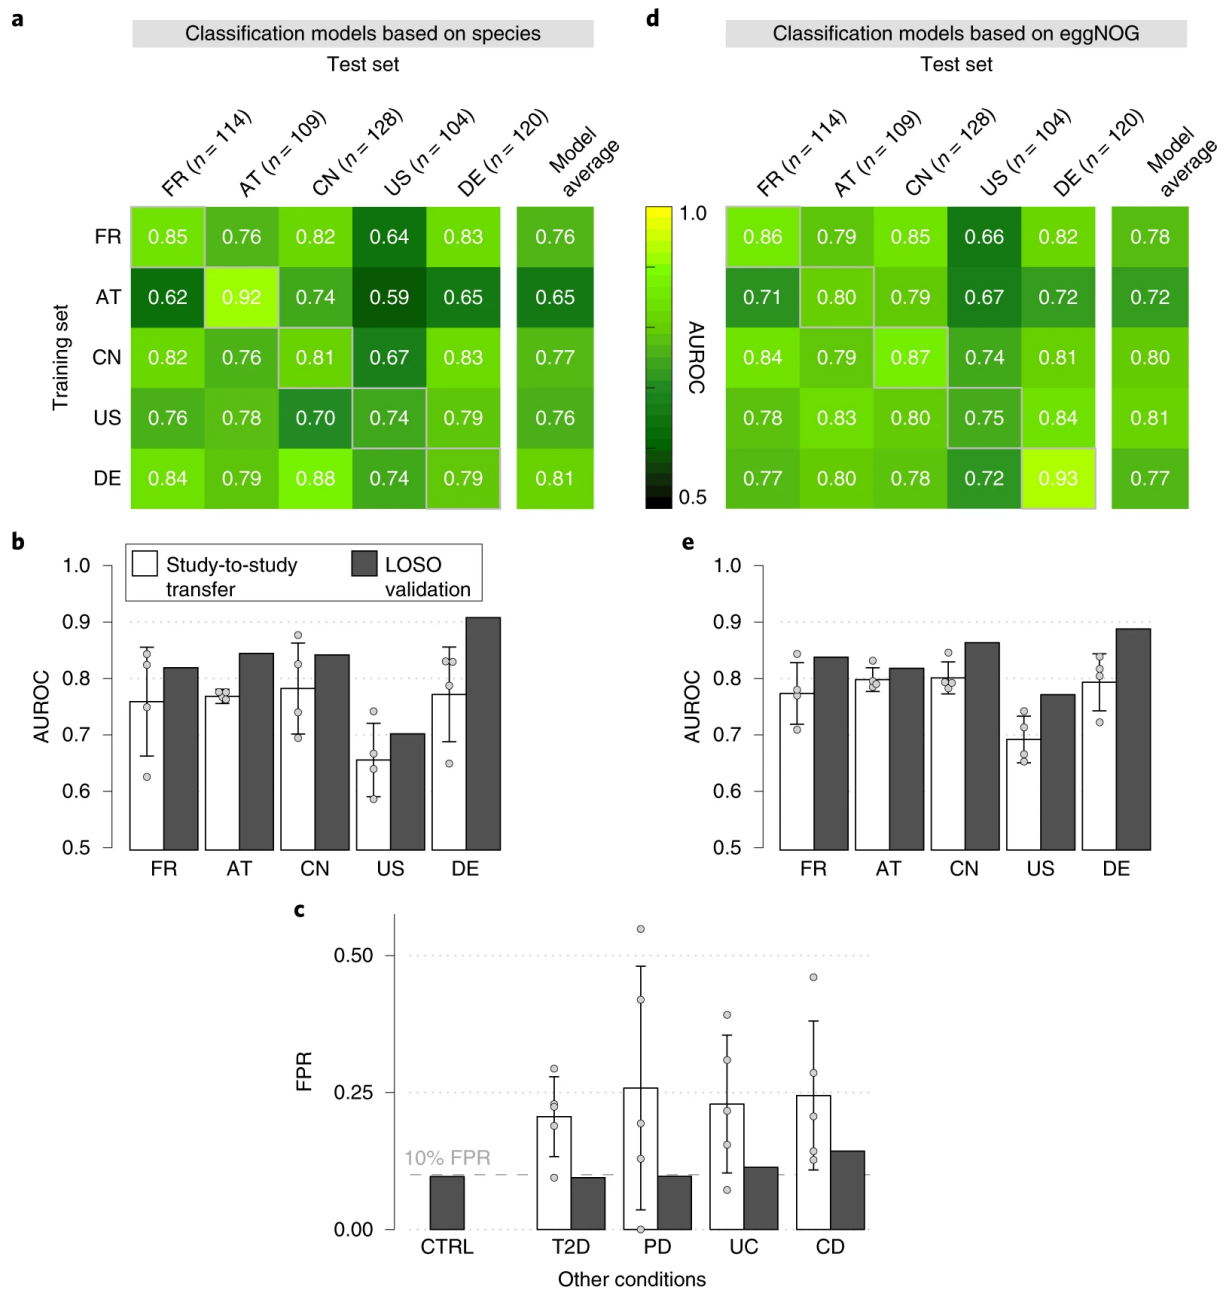 a
Classification models based on species
Test set
FR (n = 114)
AT (n = 109)
CN (n = 128)
US (n = 104)
DE (n = 120)
Model
average
Training set
FR
0.85 0.76 0.82 0.64 0.83 0.76
AT
0.62 0.92 0.74 0.59 0.65 0.65
CN
0.82 0.76 0.81 0.67 0.83 0.77
US
0.76 0.78 0.70 0.74 0.79 0.76
DE
0.84 0.79 0.88 0.74 0.79 0.81
1.0
AUROC
0.5
d
Classification models based on eggNOG
Test set
FR (n = 114)
AT (n = 109)
CN (n = 128)
US (n = 104)
DE (n = 120)
Model
average
0.86 0.79 0.85 0.66 0.82 0.78
0.71 0.80 0.79 0.67 0.72 0.72
0.84 0.79 0.87 0.74 0.81 0.80
0.78 0.83 0.80 0.75 0.84 0.81
0.77 0.80 0.78 0.72 0.93 0.77
b
Study-to-study
transfer
LOSO
validation
AUROC
1.0
0.9
0.8
0.7
0.6
0.5
FR AT CN US DE
e
AUROC
1.0
0.9
0.8
0.7
0.6
0.5
FR AT CN US DE
c
FPR
0.50
0.25
0.00
10% FPR
CTRL T2D PD UC CD
Other conditions